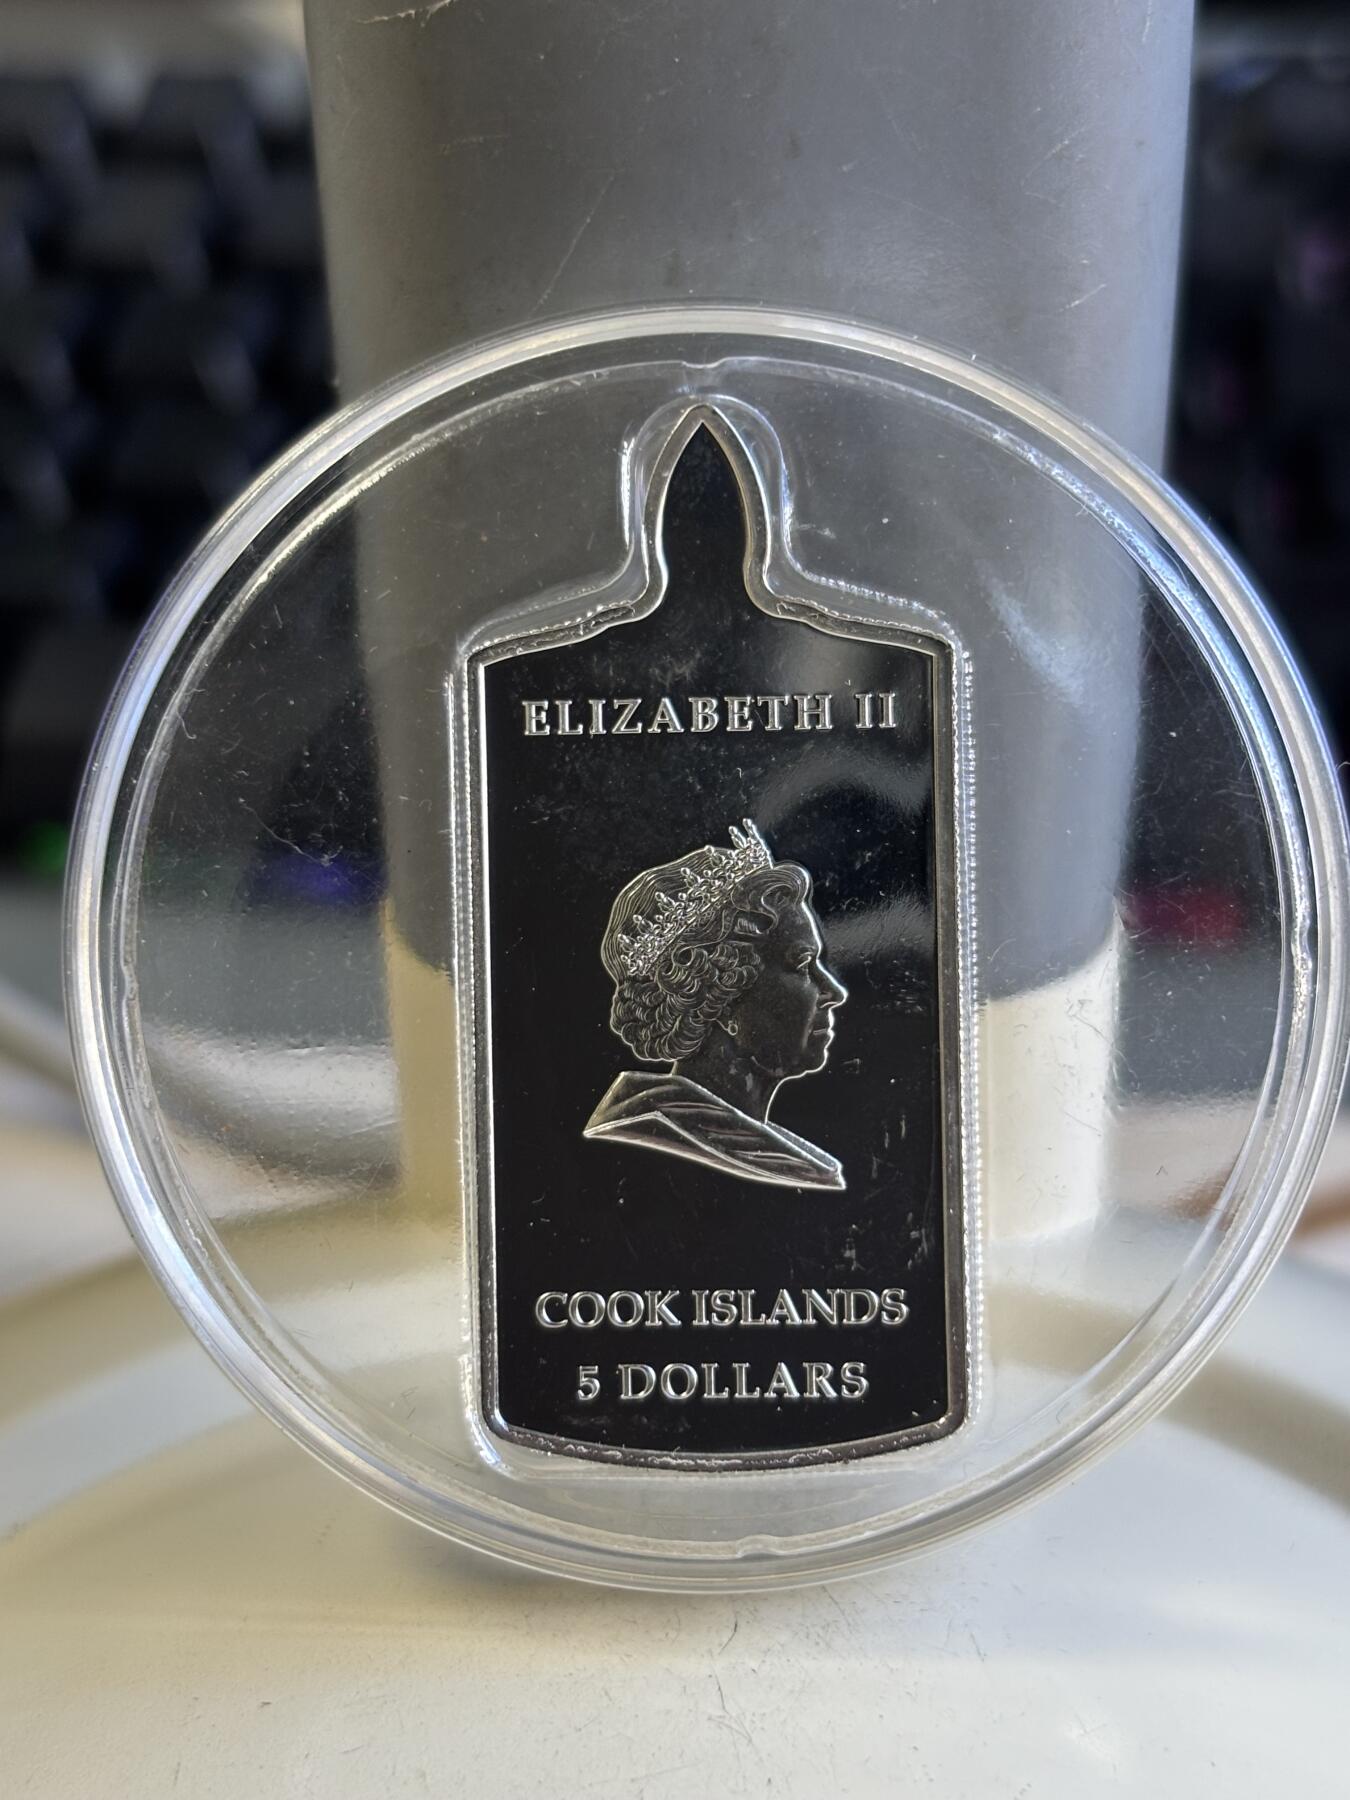 ELIZABETH II
COOK ISLANDS
5 DOLLARS